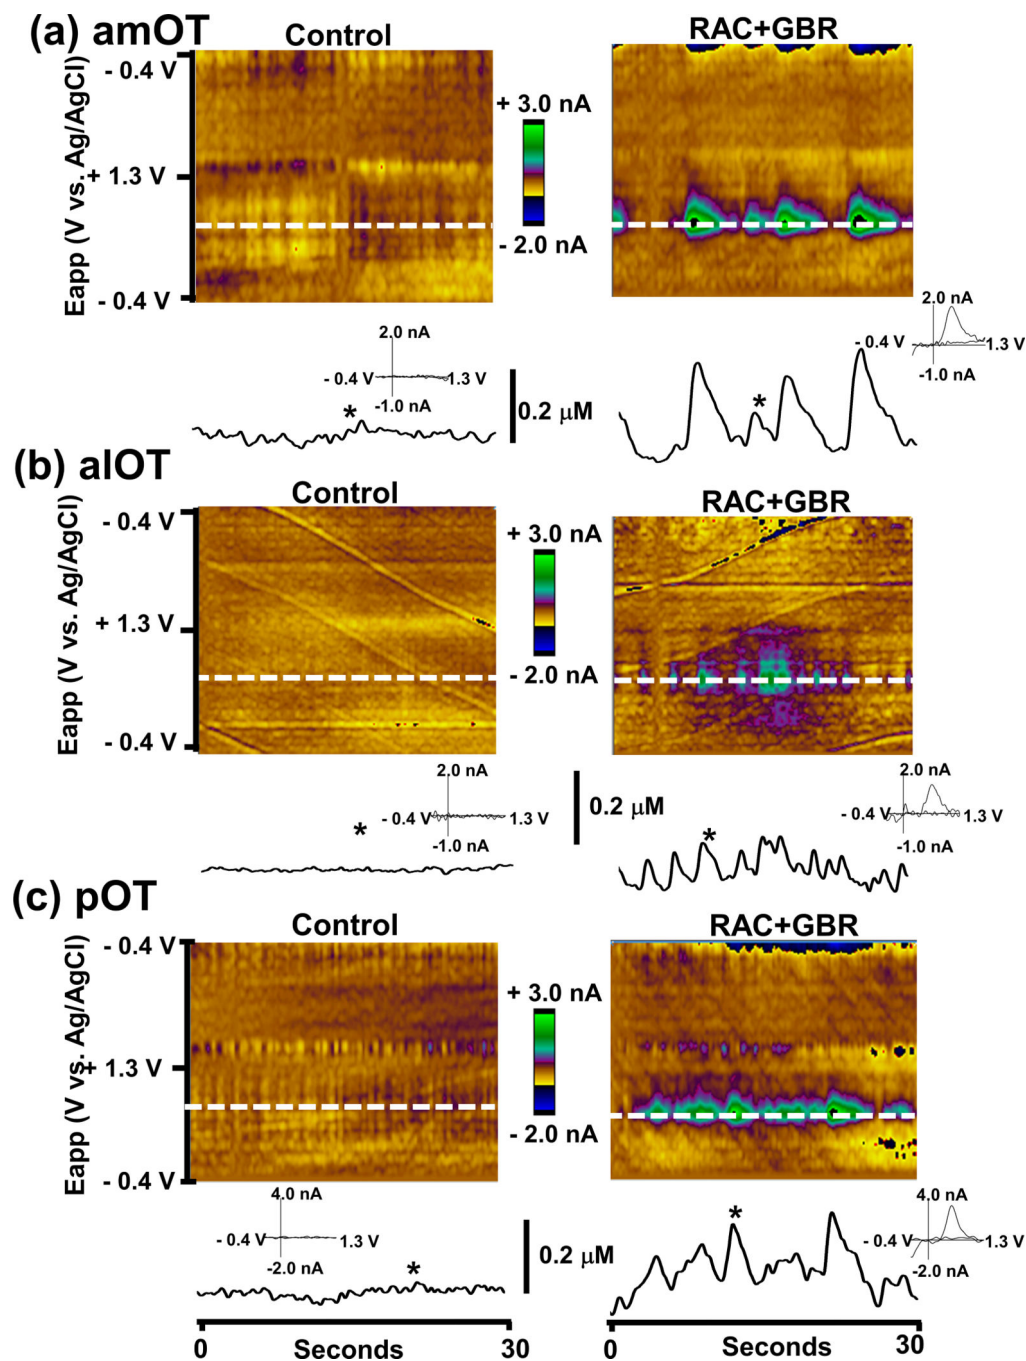 (a) amOT
Control
RAC+GBR
Eapp (V vs. Ag/AgCl)
- 0.4 V
+ 1.3 V
- 0.4 V
+ 3.0 nA
- 2.0 nA
2.0 nA
- 0.4 V
1.3 V
-1.0 nA
*
0.2 μM
2.0 nA
- 0.4 V
1.3 V
-1.0 nA
*
(b) alOT
Control
RAC+GBR
Eapp (V vs. Ag/AgCl)
- 0.4 V
+ 1.3 V
- 0.4 V
+ 3.0 nA
- 2.0 nA
2.0 nA
- 0.4 V
1.3 V
-1.0 nA
*
0.2 μM
2.0 nA
- 0.4 V
1.3 V
-1.0 nA
*
(c) pOT
Control
RAC+GBR
Eapp (V vs. Ag/AgCl)
- 0.4 V
+ 1.3 V
- 0.4 V
+ 3.0 nA
- 2.0 nA
4.0 nA
- 0.4 V
1.3 V
-2.0 nA
*
0.2 μM
4.0 nA
- 0.4 V
1.3 V
-2.0 nA
*
0 Seconds 30
0 Seconds 30